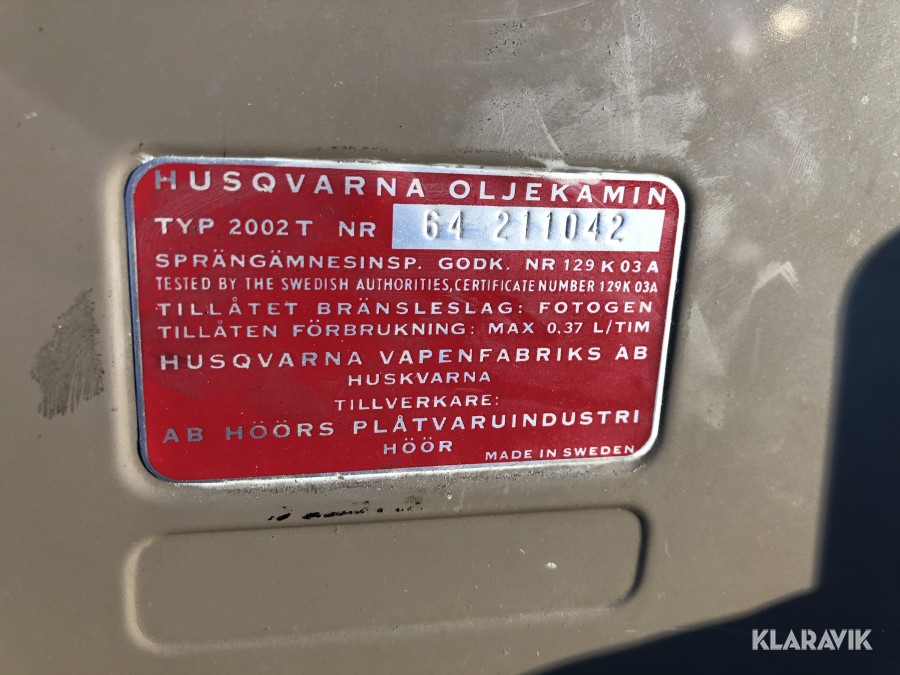 HUSQVARNA OLJEKAMIN
TYP 2002 T NR 64 211042
SPRÄNGÄMNESINSP. GODK. NR 129 K 03 A
TESTED BY THE SWEDISH AUTHORITIES, CERTIFICATE NUMBER 129K 03A
TILLÅTET BRÄNSLESLAG: FOTOGEN
TILLÅTEN FÖRBRUKNING: MAX 0,37 L/TIM
HUSQVARNA VAPENFABRIKS AB
HUSKVARNA
TILLVERKARE:
AB HÖÖRS PLÅTVARUINDUSTRI
HÖÖR
MADE IN SWEDEN
KLARAVIK